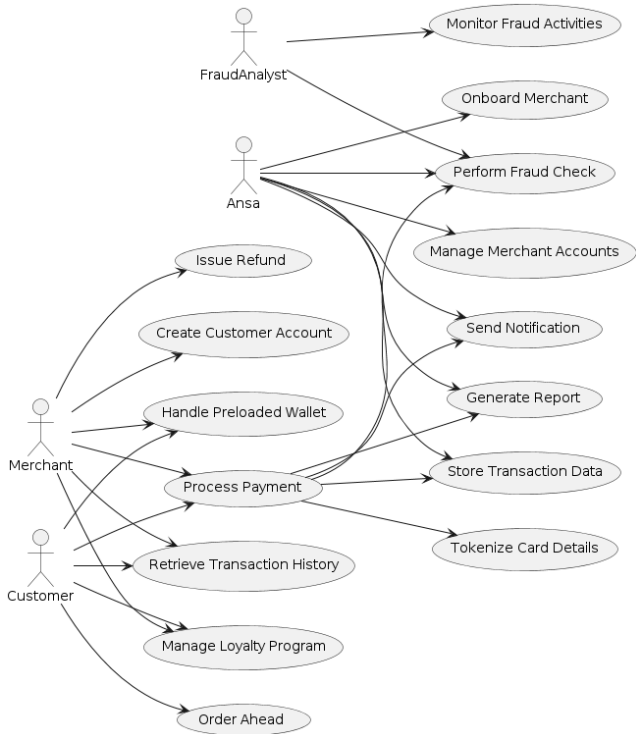 Monitor Fraud Activities
FraudAnalyst
Onboard Merchant
Perform Fraud Check
Ansa
Manage Merchant Accounts
Issue Refund
Send Notification
Create Customer Account
Generate Report
Handle Preloaded Wallet
Merchant
Store Transaction Data
Process Payment
Tokenize Card Details
Retrieve Transaction History
Customer
Manage Loyalty Program
Order Ahead